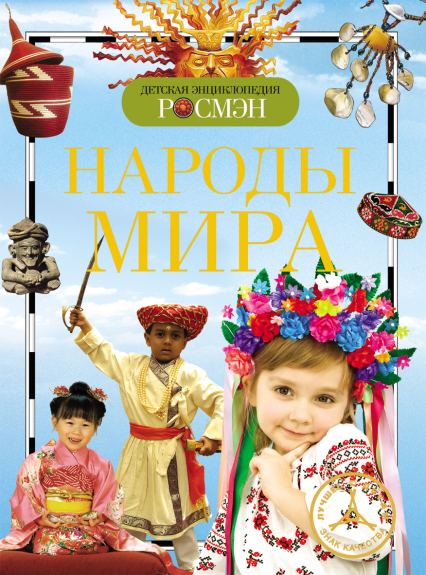 ДЕТСКАЯ ЭНЦИКЛОПЕДИЯ
РОСМЭН
НАРОДЫ
МИРА
ЗНАК КАЧЕСТВА